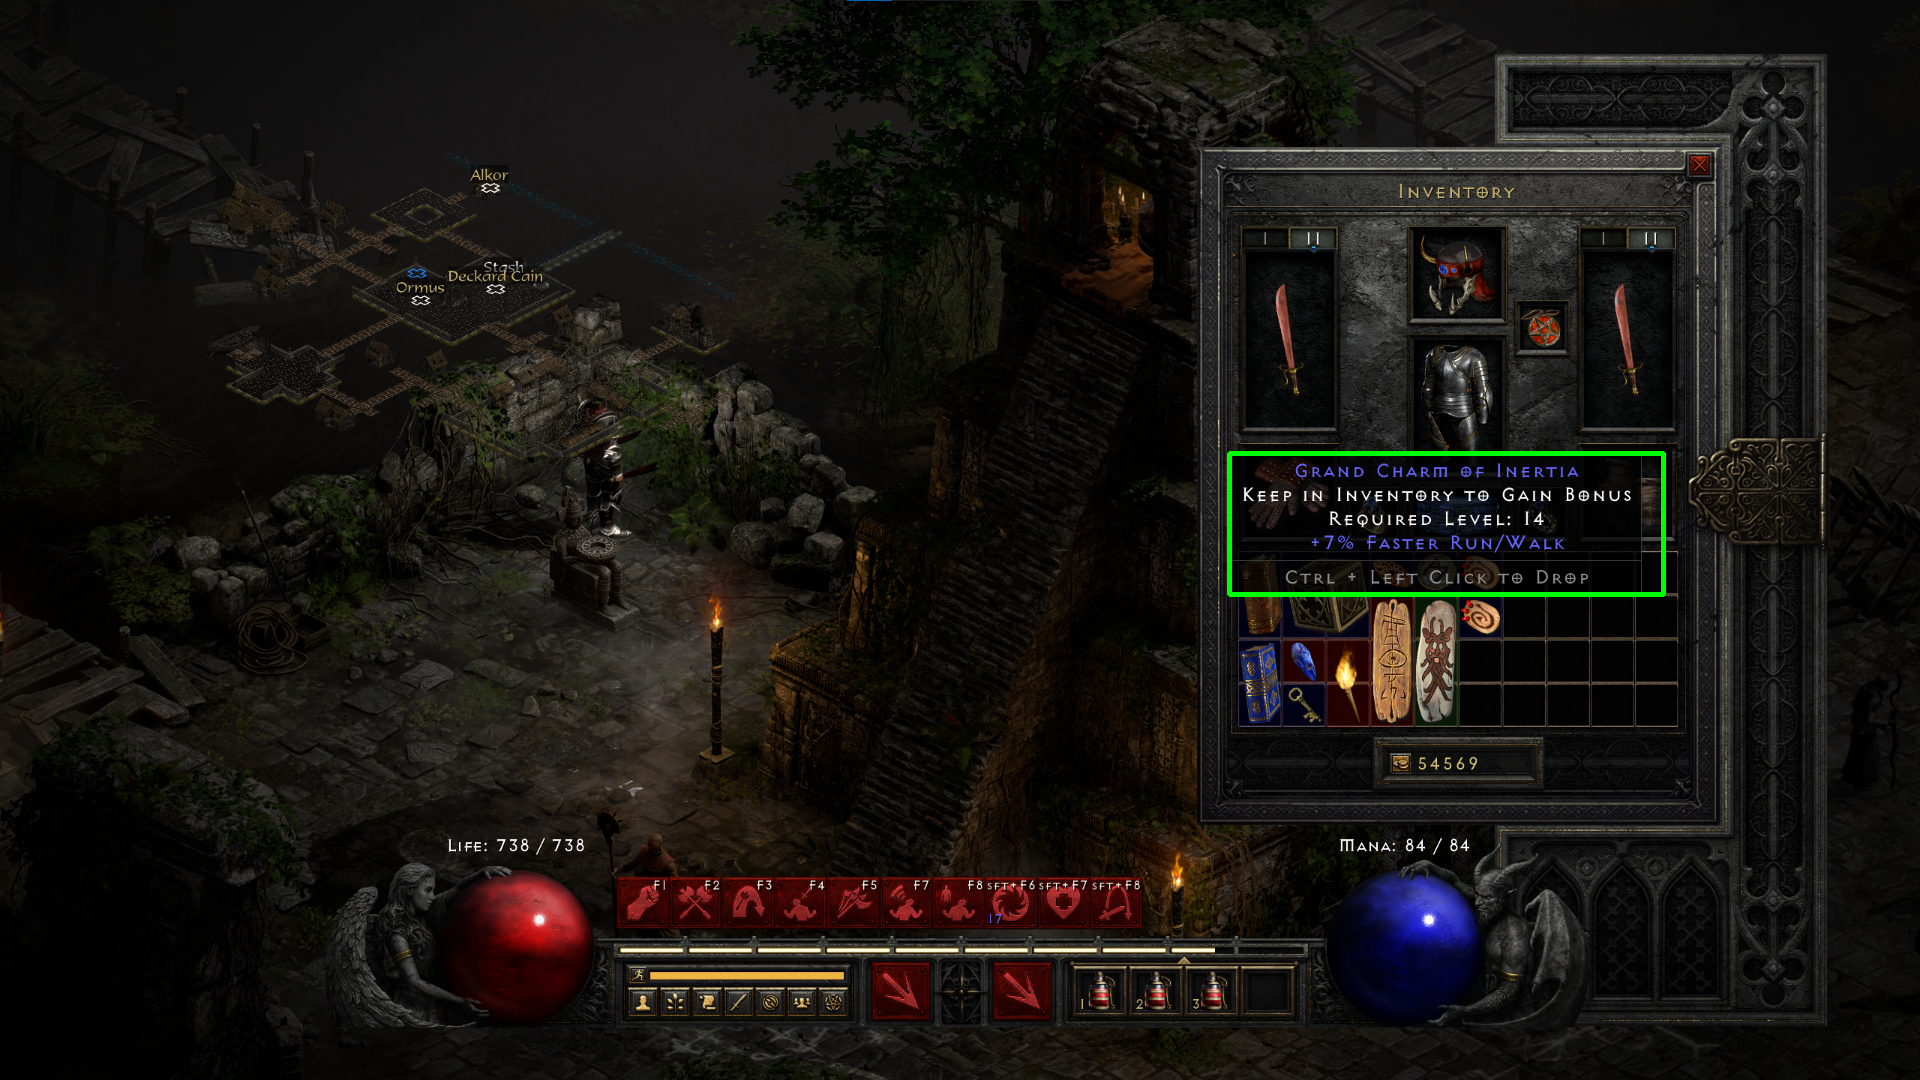 Alkor
Stash
Deckard Cain
Ormus
Inventory
I
II
I
II
Grand Charm of Inertia
Keep in Inventory to Gain Bonus
Required Level: 14
+7% Faster Run/Walk
Ctrl + Left Click to Drop
54569
Life: 738 / 738
Mana: 84 / 84
F1
F2
F3
F4
F5
F7
F8
SFT+F6
SFT+F7
SFT+F8
17
1
2
3